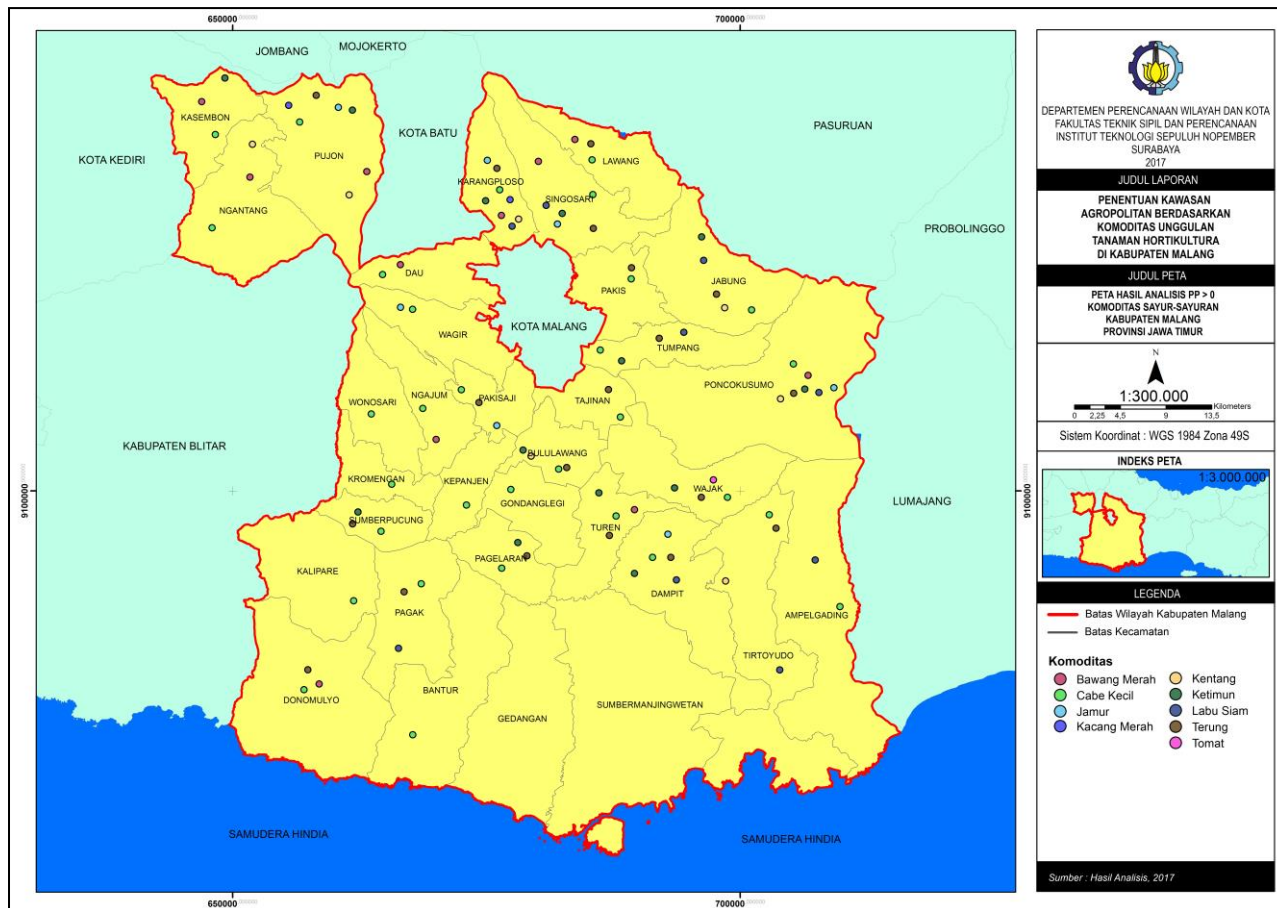 650000
700000
JOMBANG
MOJOKERTO
KASEMBON
KOTA BATU
PASURUAN
KOTA KEDIRI
PUJON
LAWANG
KARANGPLOSO
SINGOSARI
NGANTANG
PROBOLINGGO
DAU
PAKIS
JABUNG
KOTA MALANG
WAGIR
TUMPANG
PONCOKUSUMO
NGAJUM
PAKISAJI
TAJINAN
WONOSARI
KABUPATEN BLITAR
BULULAWANG
KROMENGAN
KEPANJEN
WAJAK
LUMAJANG
9100000
9100000
GONDANGLEGI
SUMBERPUCUNG
TUREN
PAGELARAN
KALIPARE
DAMPIT
PAGAK
AMPELGADING
TIRTOYUDO
BANTUR
DONOMULYO
SUMBERMANJINGWETAN
GEDANGAN
SAMUDERA HINDIA
SAMUDERA HINDIA
650000
700000
DEPARTEMEN PERENCANAAN WILAYAH DAN KOTA
FAKULTAS TEKNIK SIPIL DAN PERENCANAAN
INSTITUT TEKNOLOGI SEPULUH NOPEMBER
SURABAYA
2017
JUDUL LAPORAN
PENENTUAN KAWASAN
AGROPOLITAN BERDASARKAN
KOMODITAS UNGGULAN
TANAMAN HORTIKULTURA
DI KABUPATEN MALANG
JUDUL PETA
PETA HASIL ANALISIS PP > 0
KOMODITAS SAYUR-SAYURAN
KABUPATEN MALANG
PROVINSI JAWA TIMUR
N
1:300.000
Kilometers
0 2,25 4,5 9 13,5
Sistem Koordinat : WGS 1984 Zona 49S
INDEKS PETA
1:3.000.000
LEGENDA
Batas Wilayah Kabupaten Malang
Batas Kecamatan
Komoditas
Bawang Merah
Cabe Kecil
Jamur
Kacang Merah
Kentang
Ketimun
Labu Siam
Terung
Tomat
Sumber : Hasil Analisis, 2017